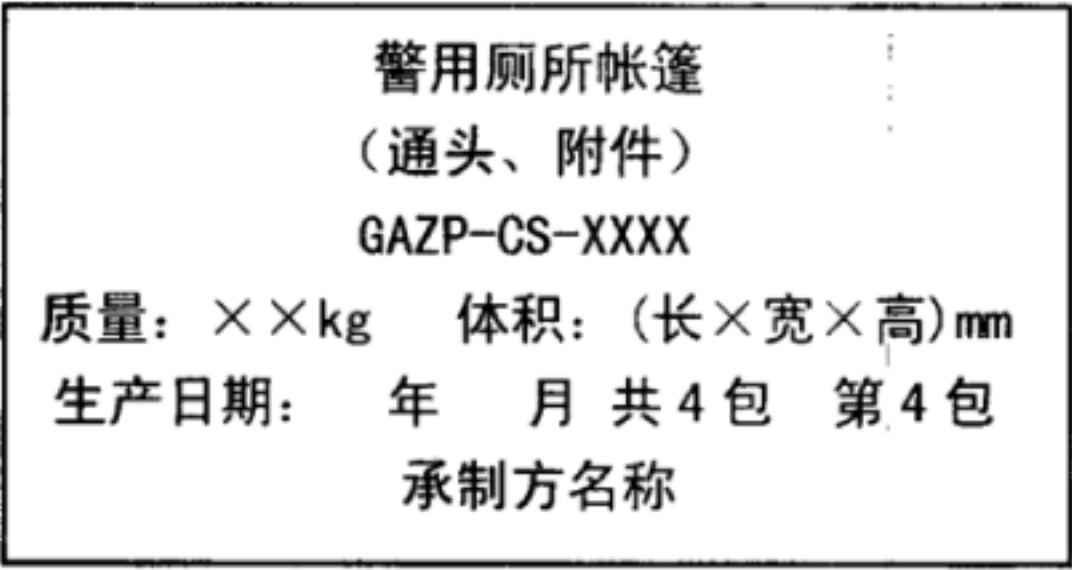 警用厕所帐篷
（通头、附件）
GAZP-CS-XXXX
质量：××kg 体积：(长×宽×高)mm
生产日期： 年 月 共4包 第4包
承制方名称